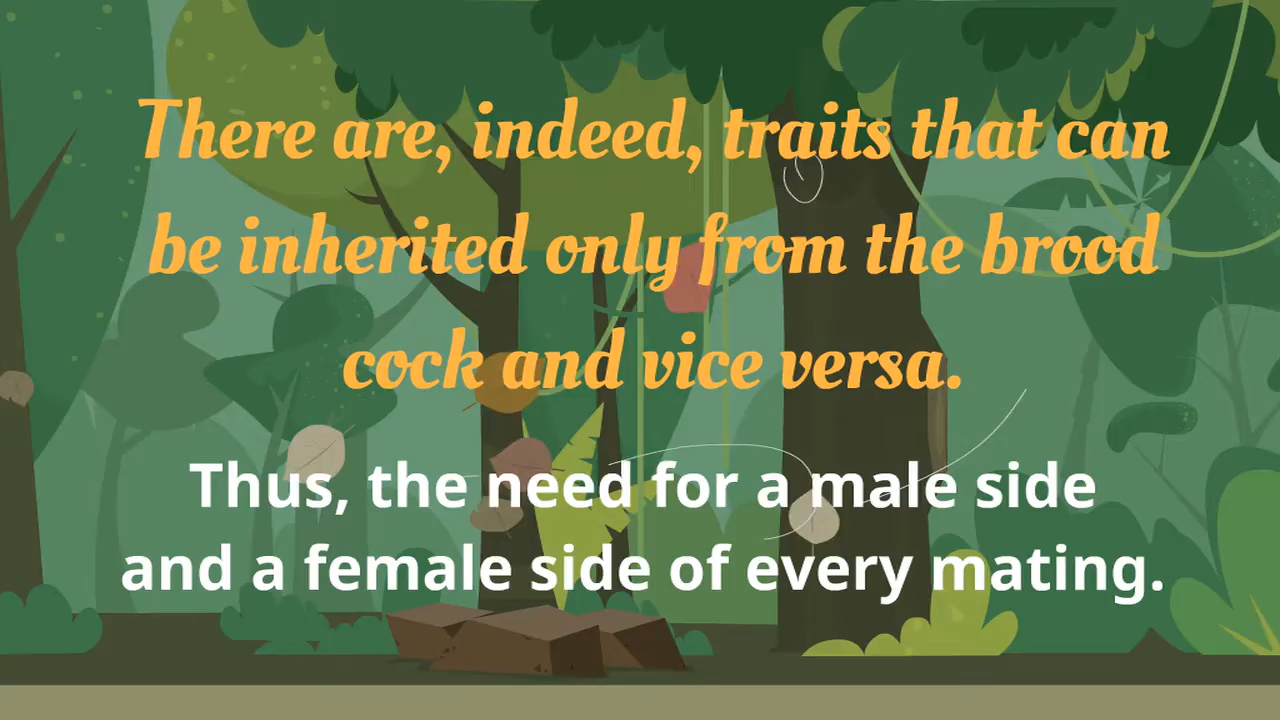 There are, indeed, traits that can
be inherited only from the brood
cock and vice versa.
Thus, the need for a male side
and a female side of every mating.